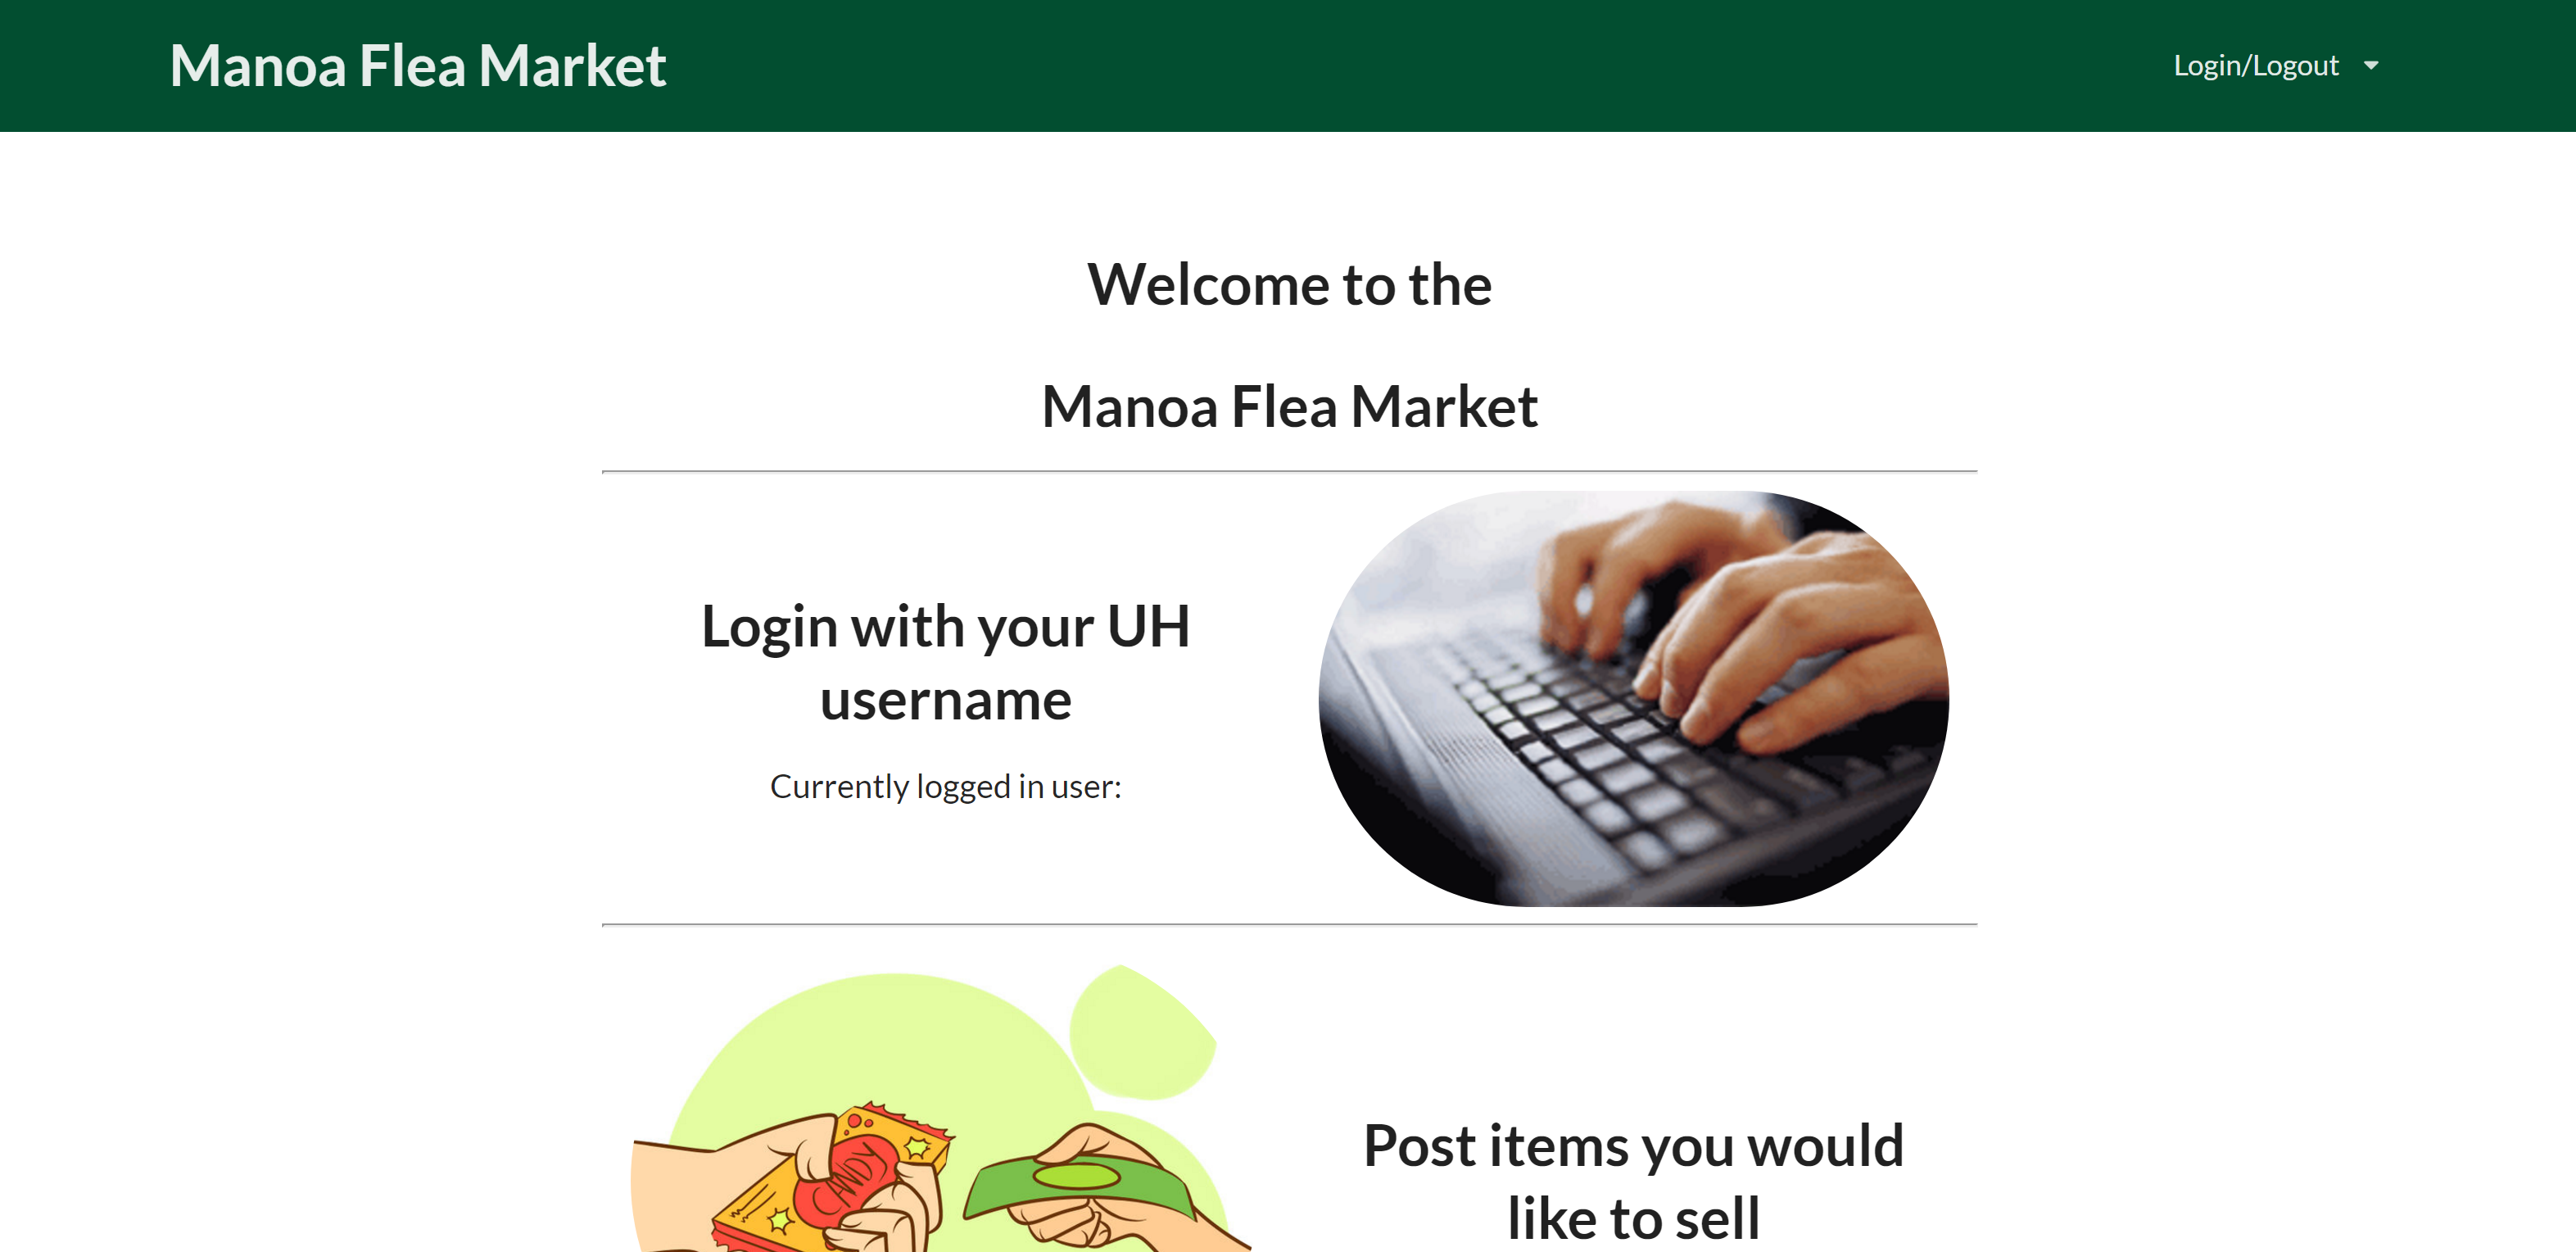 Manoa Flea Market
Login/Logout
Welcome to the
Manoa Flea Market
Login with your UH
username
Currently logged in user:
Post items you would
like to sell